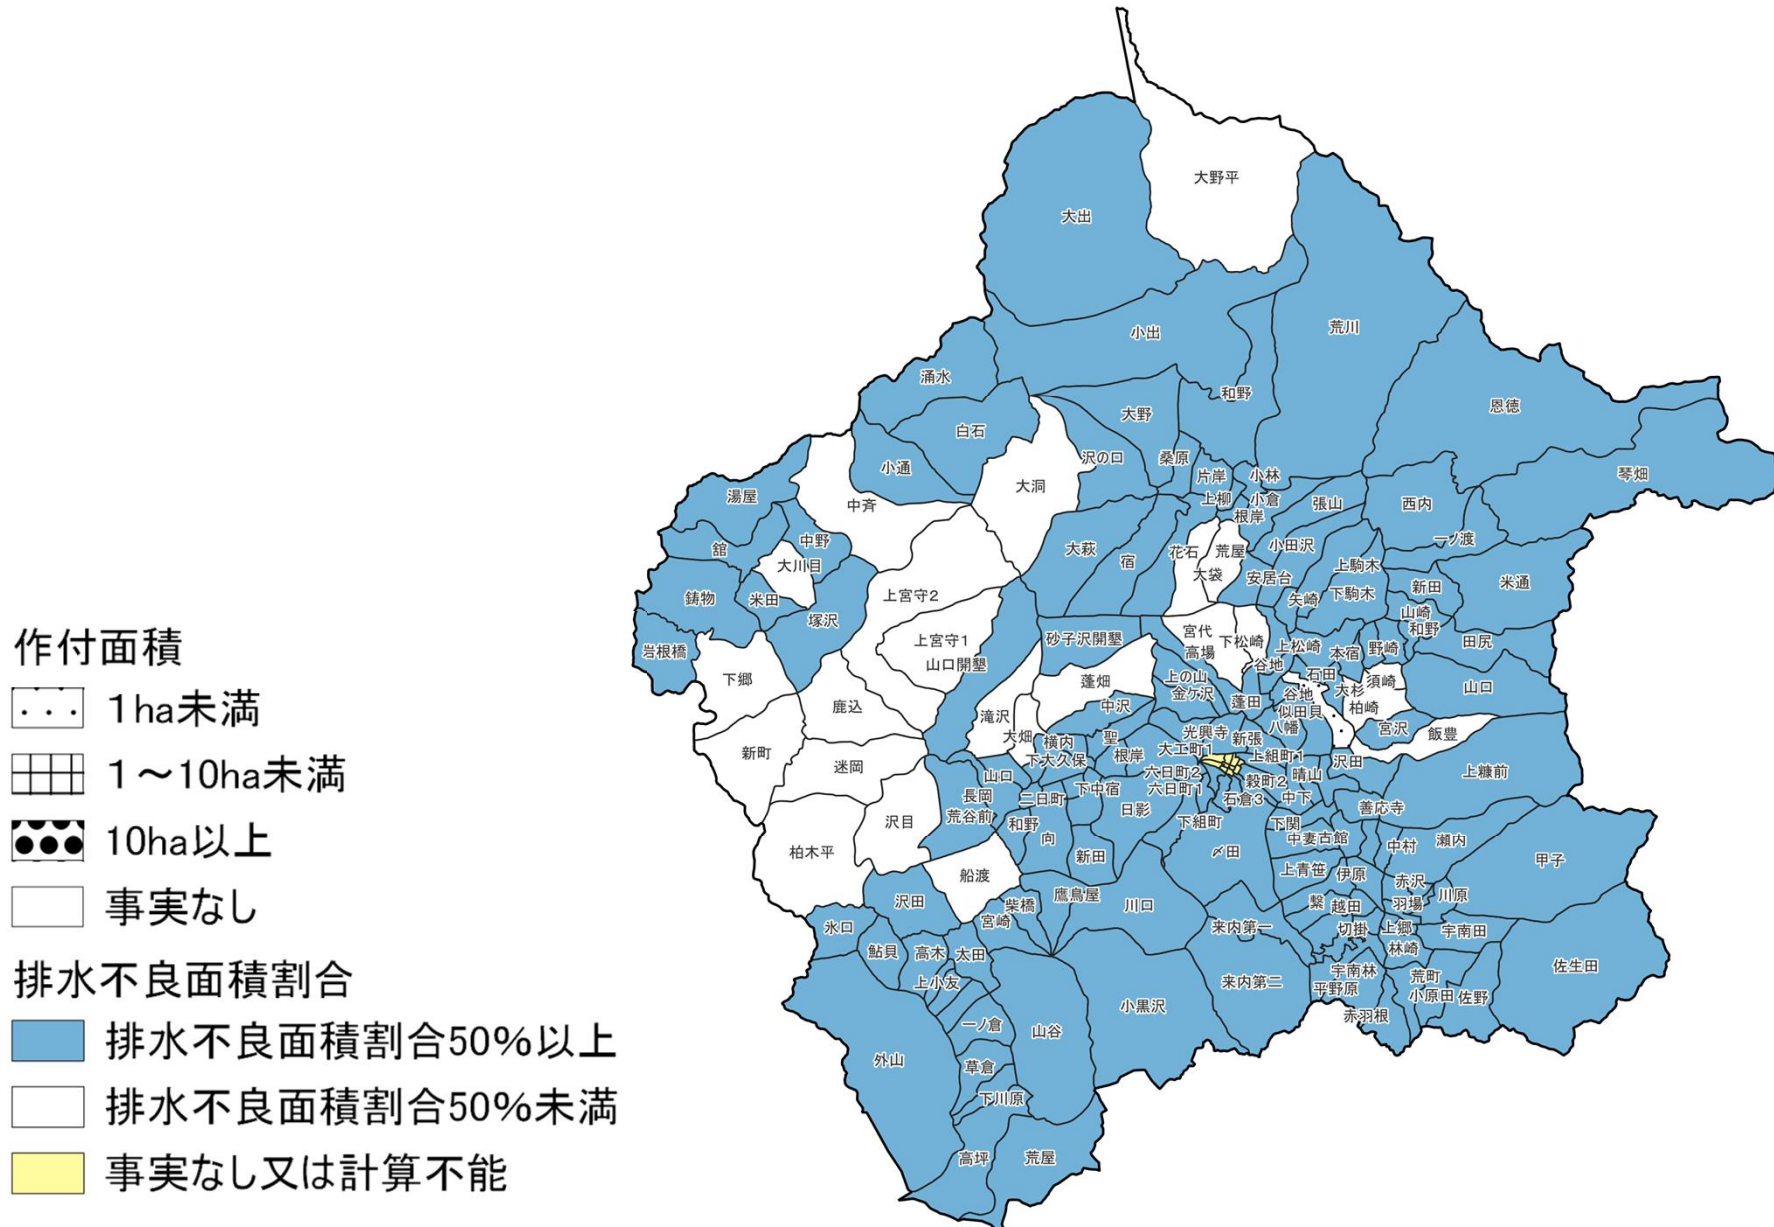 作付面積
1ha未満
1～10ha未満
10ha以上
事実なし
排水不良面積割合
排水不良面積割合50%以上
排水不良面積割合50%未満
事実なし又は計算不能
大野平
大出
荒川
小出
涌水
和野
恩徳
大野
白石
沢の口
桑原
小通
片岸
小林
琴畑
大洞
湯屋
中斉
上柳
小倉
張山
西内
根岸
一ノ渡
中野
舘
大萩
宿
花石
荒屋
小田沢
大川目
大袋
安居台
上駒木
米通
鋳物
米田
上宮守2
下駒木
新田
矢崎
塚沢
山崎
宮代
和野
上宮守1
砂子沢開墾
下松崎
上松崎
田尻
岩根橋
高場
本宿
野崎
山口開墾
谷地
下郷
上の山
石田
須崎
蓬畑
大杉
山口
金ケ沢
谷地
蓬田
柏崎
中沢
似田貝
鹿込
滝沢
八幡
宮沢
光興寺
飯豊
大畑
聖
新張
横内
大工町1
新町
根岸
上組町1
下大久保
沢田
迷岡
六日町2
上糠前
山口
穀町2
晴山
下中宿
六日町1
長岡
二日町
石倉3
中下
日影
善応寺
荒谷前
沢目
和野
下組町
下関
向
中妻古館
瀬内
中村
柏木平
新田
〆田
甲子
上青笹
伊原
船渡
赤沢
鷹鳥屋
川原
沢田
柴橋
川口
繋
越田
羽場
宮崎
氷口
来内第一
切掛
上郷
宇南田
鮎貝
高木
太田
林崎
佐生田
宇南林
荒町
上小友
来内第二
平野原
小原田
佐野
小黒沢
赤羽根
一ノ倉
山谷
外山
草倉
下川原
高坪
荒屋